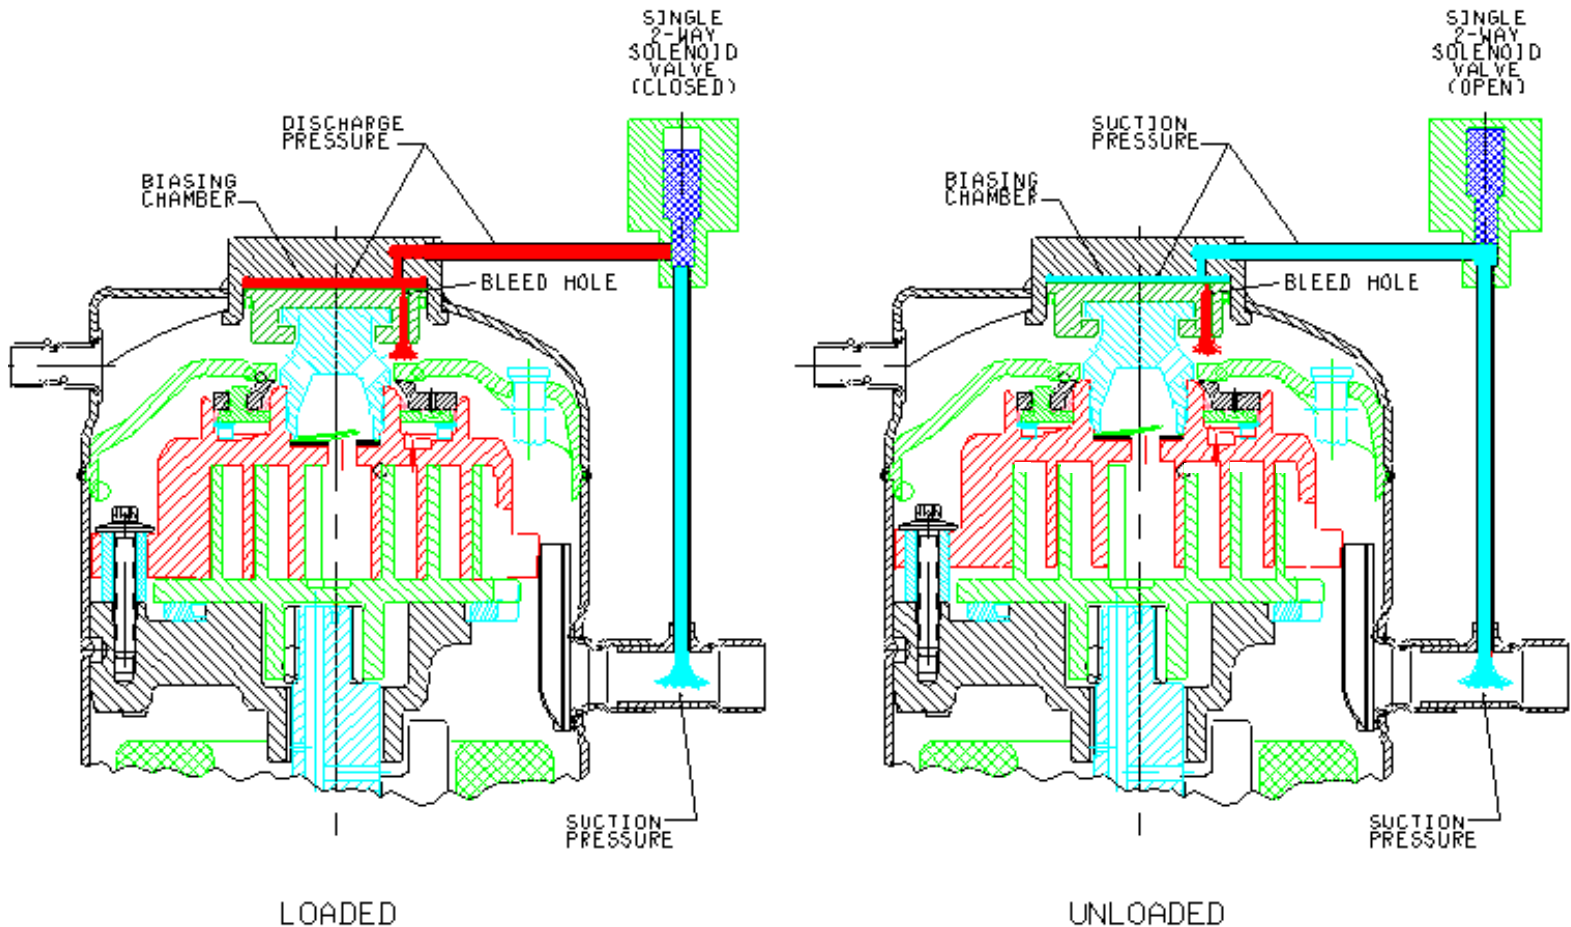 SINGLE
2-WAY
SOLENOID
VALVE
(CLOSED)
DISCHARGE
PRESSURE
BIASING
CHAMBER
BLEED HOLE
SUCTION
PRESSURE
LOADED
SINGLE
2-WAY
SOLENOID
VALVE
(OPEN)
SUCTION
PRESSURE
BIASING
CHAMBER
BLEED HOLE
SUCTION
PRESSURE
UNLOADED